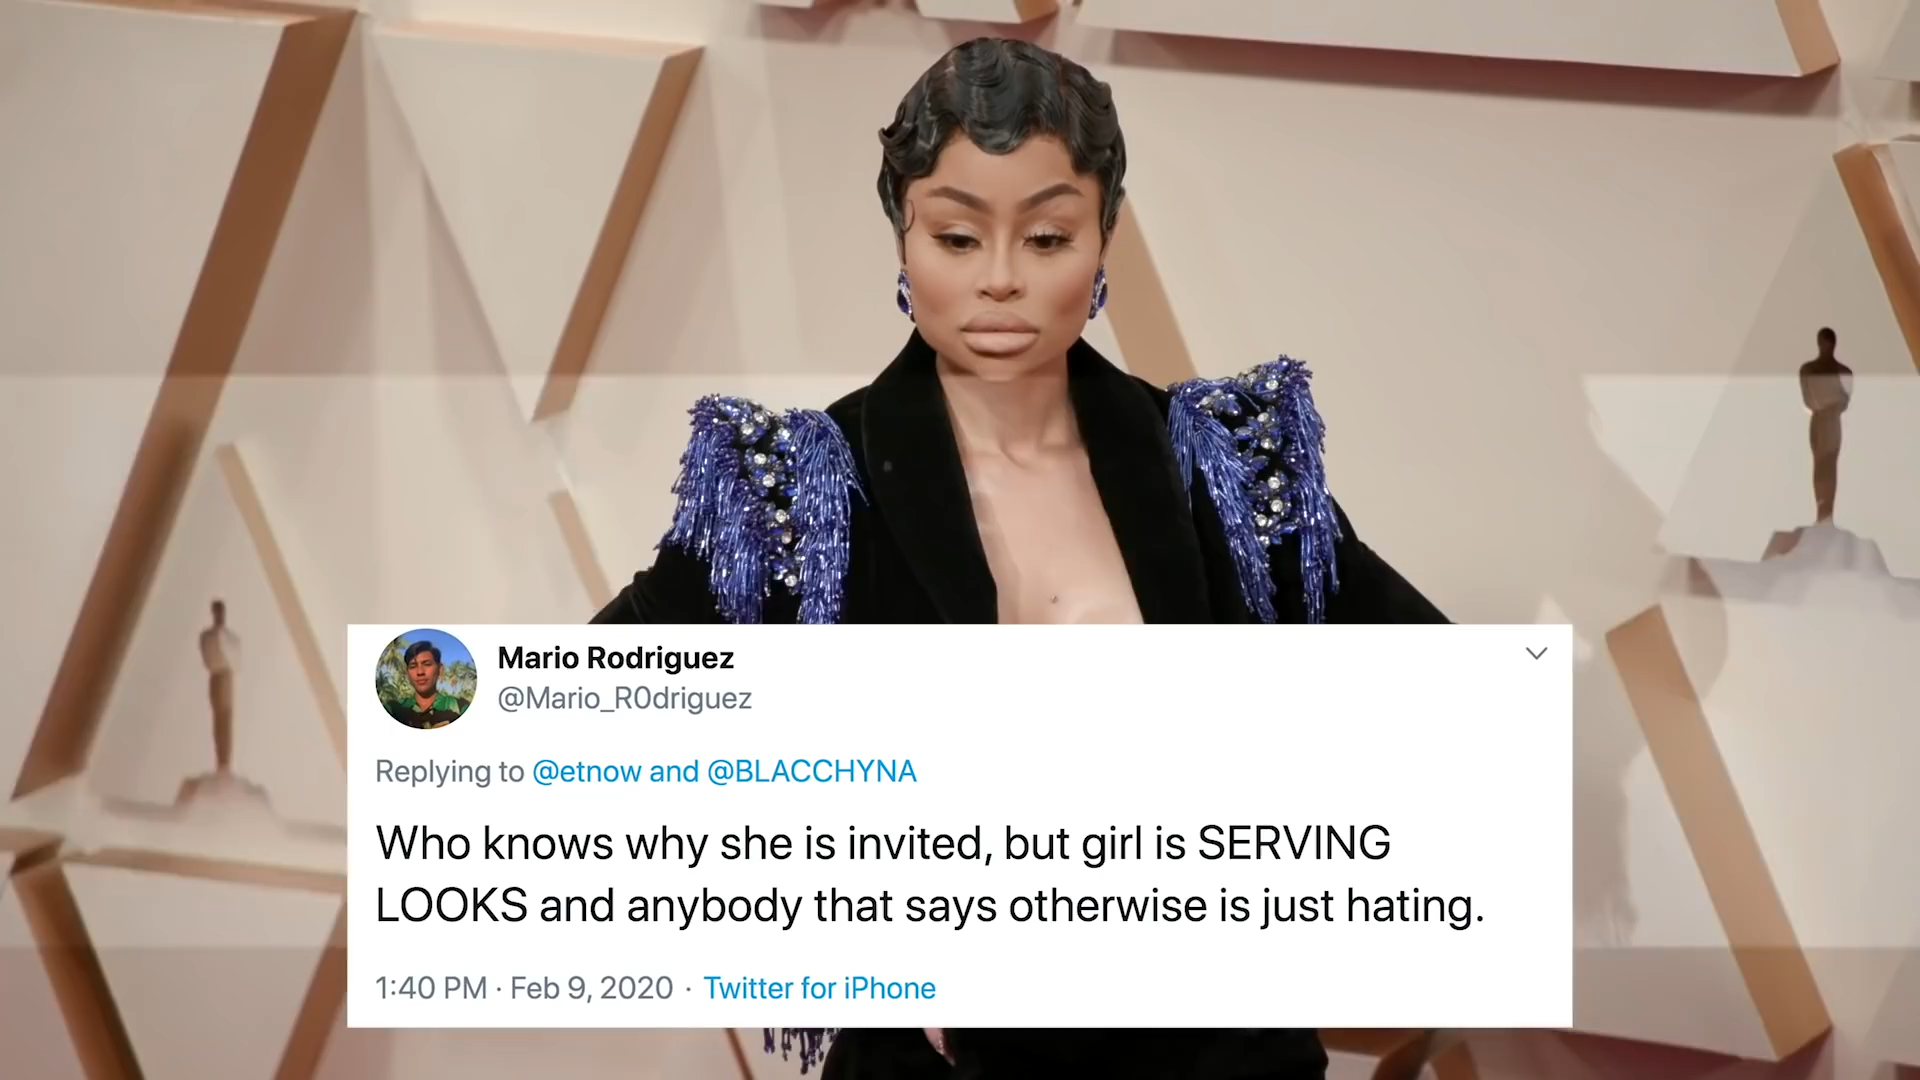 Mario Rodriguez
@Mario_R0driguez
Replying to @etnow and @BLACCHYNA
Who knows why she is invited, but girl is SERVING
LOOKS and anybody that says otherwise is just hating.
1:40 PM · Feb 9, 2020 · Twitter for iPhone